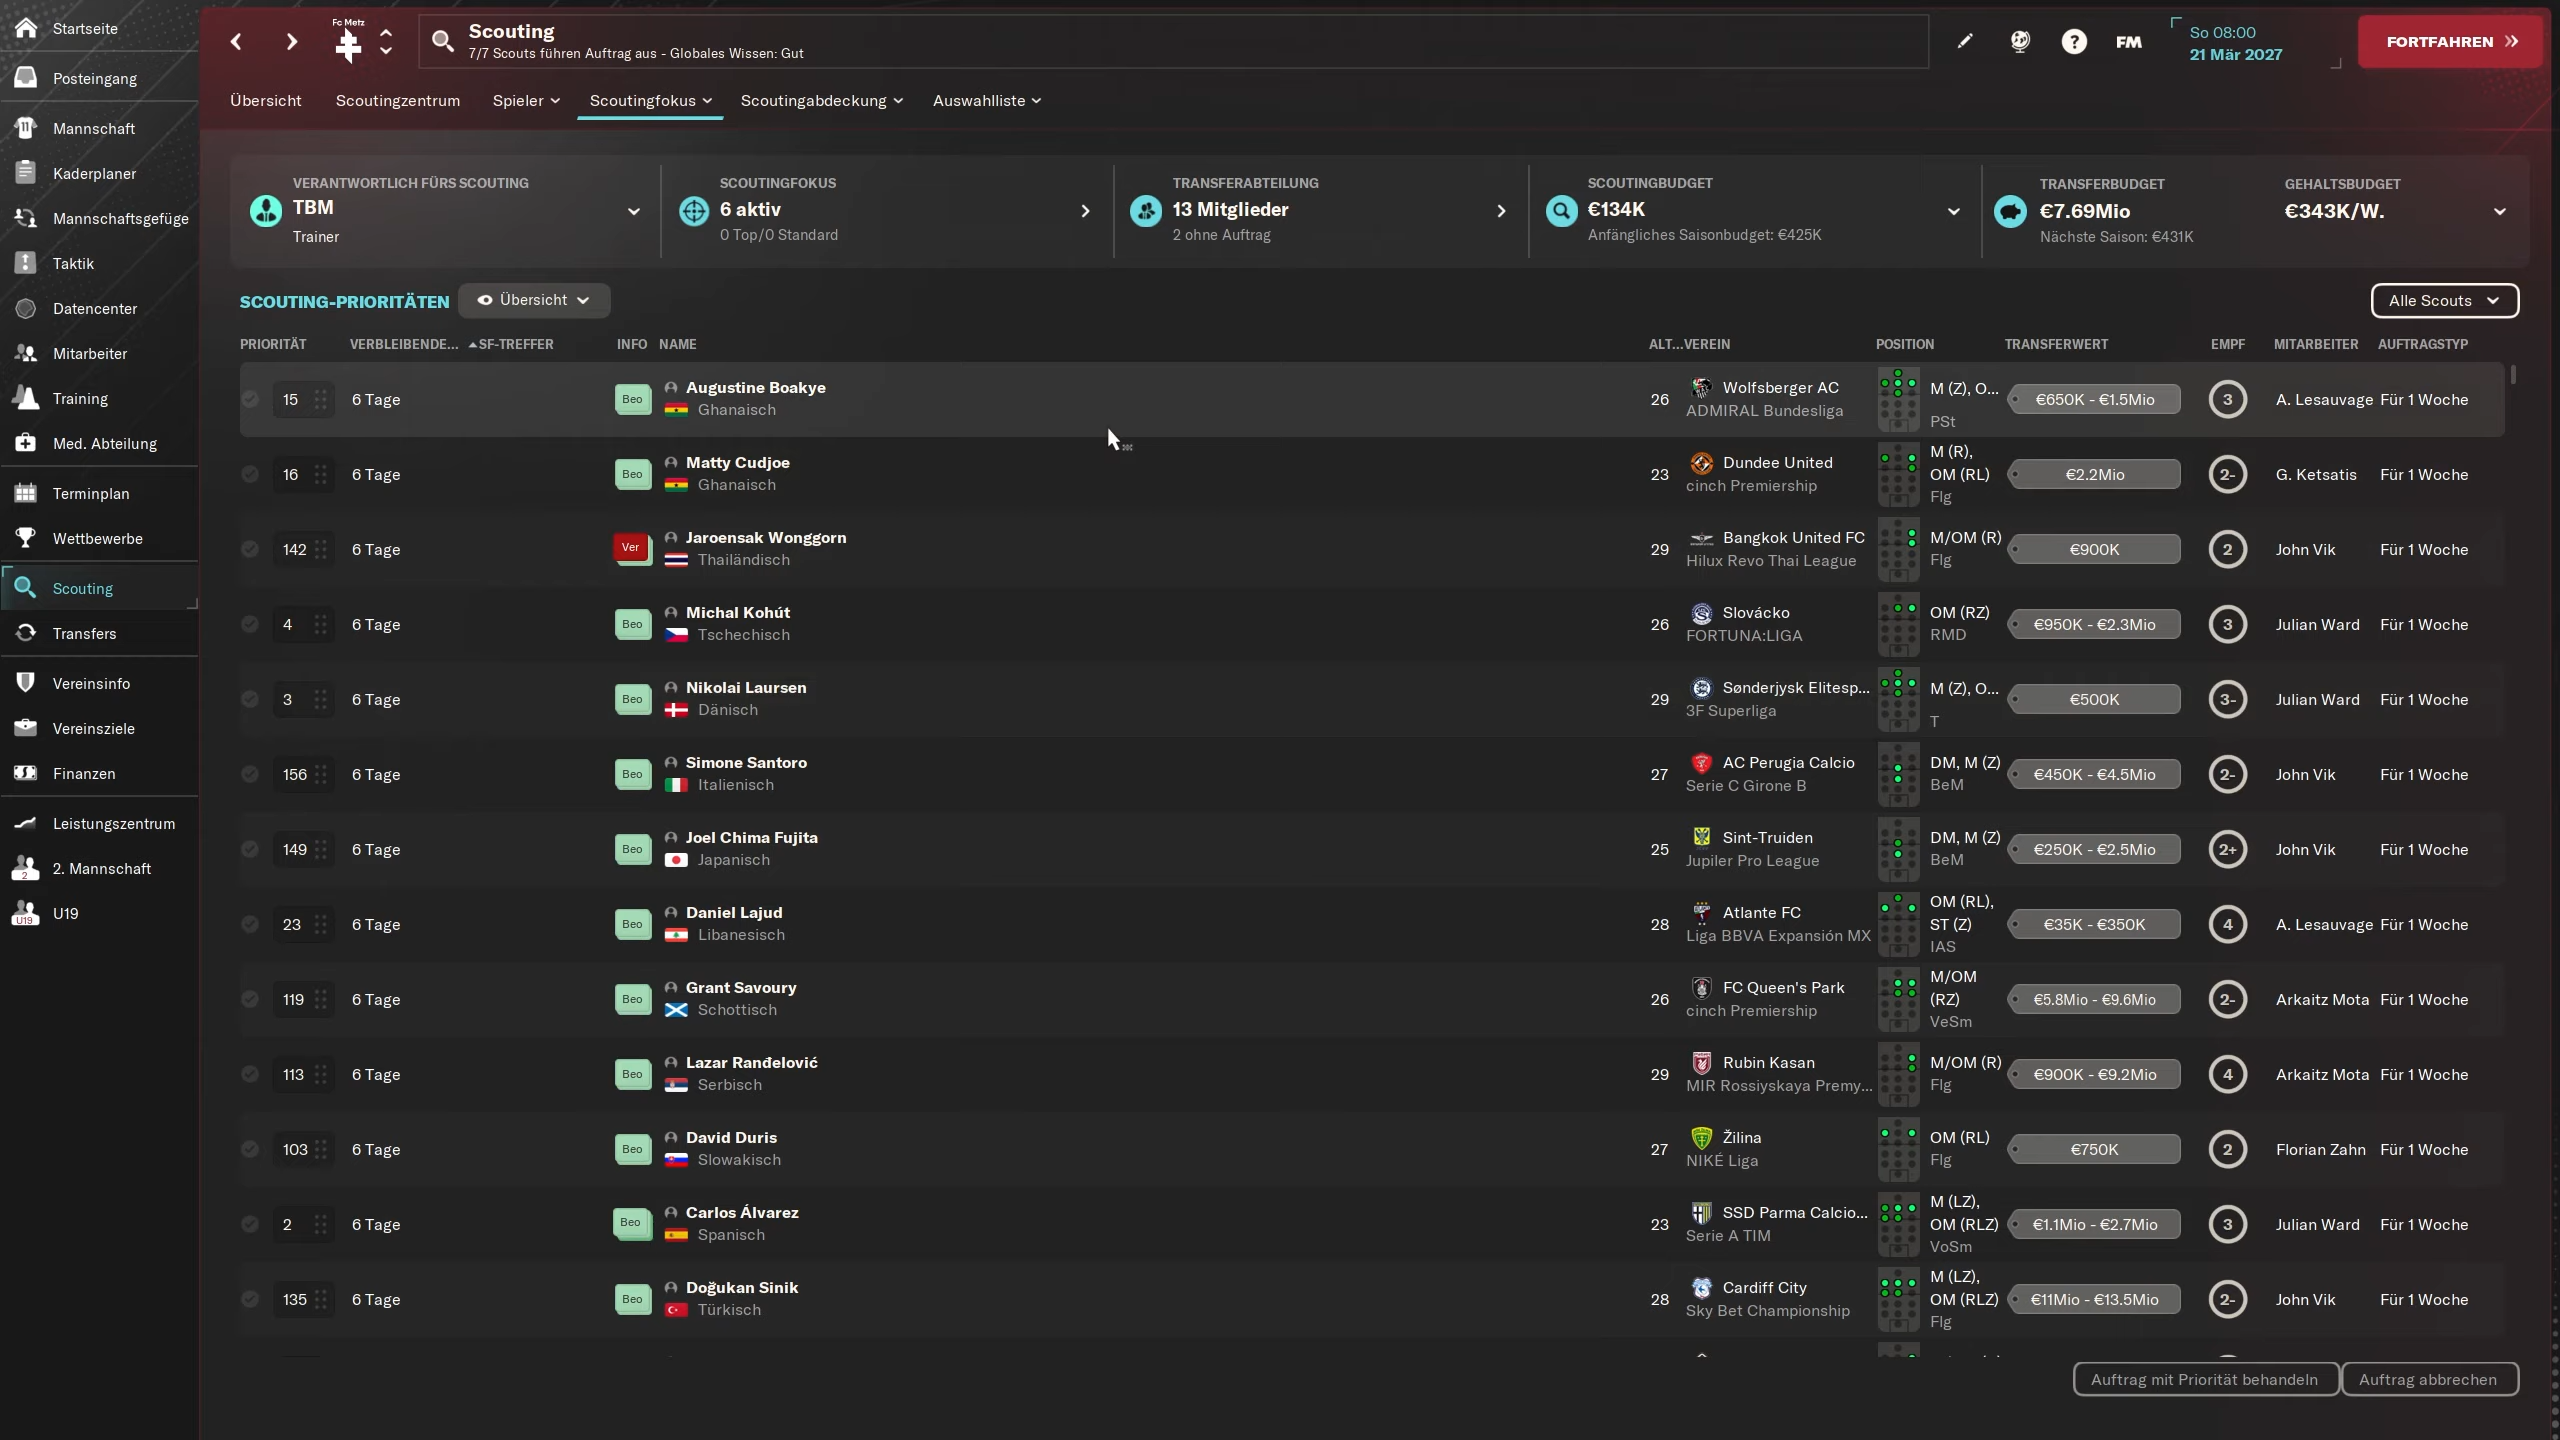 Startseite
Posteingang
Mannschaft
Kaderplaner
Mannschaftsgefüge
Taktik
Datencenter
Mitarbeiter
Training
Med. Abteilung
Terminplan
Wettbewerbe
Scouting
Transfers
Vereinsinfo
Vereinsziele
Finanzen
Leistungszentrum
2. Mannschaft
U19
Fc Metz
Scouting
7/7 Scouts führen Auftrag aus - Globales Wissen: Gut
FM
So 08:00
21 Mär 2027
FORTFAHREN
Übersicht Scoutingzentrum Spieler Scoutingfokus Scoutingabdeckung Auswahlliste
VERANTWORTLICH FÜRS SCOUTING
TBM
Trainer
SCOUTINGFOKUS
6 aktiv
0 Top/0 Standard
TRANSFERABTEILUNG
13 Mitglieder
2 ohne Auftrag
SCOUTINGBUDGET
€134K
Anfängliches Saisonbudget: €425K
TRANSFERBUDGET
€7.69Mio
Nächste Saison: €431K
GEHALTSBUDGET
€343K/W.
SCOUTING-PRIORITÄTEN Übersicht Alle Scouts
PRIORITÄT VERBLEIBENDE... SF-TREFFER INFO NAME ALT... VEREIN POSITION TRANSFERWERT EMPF MITARBEITER AUFTRAGSTYP
15 6 Tage Beo Augustine Boakye 26 Wolfsberger AC M (Z), O... €650K - €1.5Mio 3 A. Lesauvage Für 1 Woche
Ghanaisch ADMIRAL Bundesliga PSt
16 6 Tage Beo Matty Cudjoe 23 Dundee United M (R), OM (RL) €2.2Mio 2- G. Ketsatis Für 1 Woche
Ghanaisch cinch Premiership Flg
142 6 Tage Ver Jaroensak Wonggorn 29 Bangkok United FC M/OM (R) €900K 2 John Vik Für 1 Woche
Thailändisch Hilux Revo Thai League Flg
4 6 Tage Beo Michal Kohút 26 Slovácko OM (RZ) €950K - €2.3Mio 3 Julian Ward Für 1 Woche
Tschechisch FORTUNA:LIGA RMD
3 6 Tage Beo Nikolai Laursen 29 Sønderjysk Elitesp... M (Z), O... €500K 3- Julian Ward Für 1 Woche
Dänisch 3F Superliga T
156 6 Tage Beo Simone Santoro 27 AC Perugia Calcio DM, M (Z) €450K - €4.5Mio 2- John Vik Für 1 Woche
Italienisch Serie C Girone B BeM
149 6 Tage Beo Joel Chima Fujita 25 Sint-Truiden DM, M (Z) €250K - €2.5Mio 2+ John Vik Für 1 Woche
Japanisch Jupiler Pro League BeM
23 6 Tage Beo Daniel Lajud 28 Atlante FC OM (RL), ST (Z) €35K - €350K 4 A. Lesauvage Für 1 Woche
Libanesisch Liga BBVA Expansión MX IAS
119 6 Tage Beo Grant Savoury 26 FC Queen's Park M/OM (RZ) €5.8Mio - €9.6Mio 2- Arkaitz Mota Für 1 Woche
Schottisch cinch Premiership VeSm
113 6 Tage Beo Lazar Ranđelović 29 Rubin Kasan M/OM (R) €900K - €9.2Mio 4 Arkaitz Mota Für 1 Woche
Serbisch MIR Rossiyskaya Premy... Flg
103 6 Tage Beo David Duris 27 Žilina OM (RL) €750K 2 Florian Zahn Für 1 Woche
Slowakisch NIKÉ Liga Flg
2 6 Tage Beo Carlos Álvarez 23 SSD Parma Calcio... M (LZ), OM (RLZ) €1.1Mio - €2.7Mio 3 Julian Ward Für 1 Woche
Spanisch Serie A TIM VoSm
135 6 Tage Beo Doğukan Sinik 28 Cardiff City M (LZ), OM (RLZ) €11Mio - €13.5Mio 2- John Vik Für 1 Woche
Türkisch Sky Bet Championship Flg
Auftrag mit Priorität behandeln Auftrag abbrechen